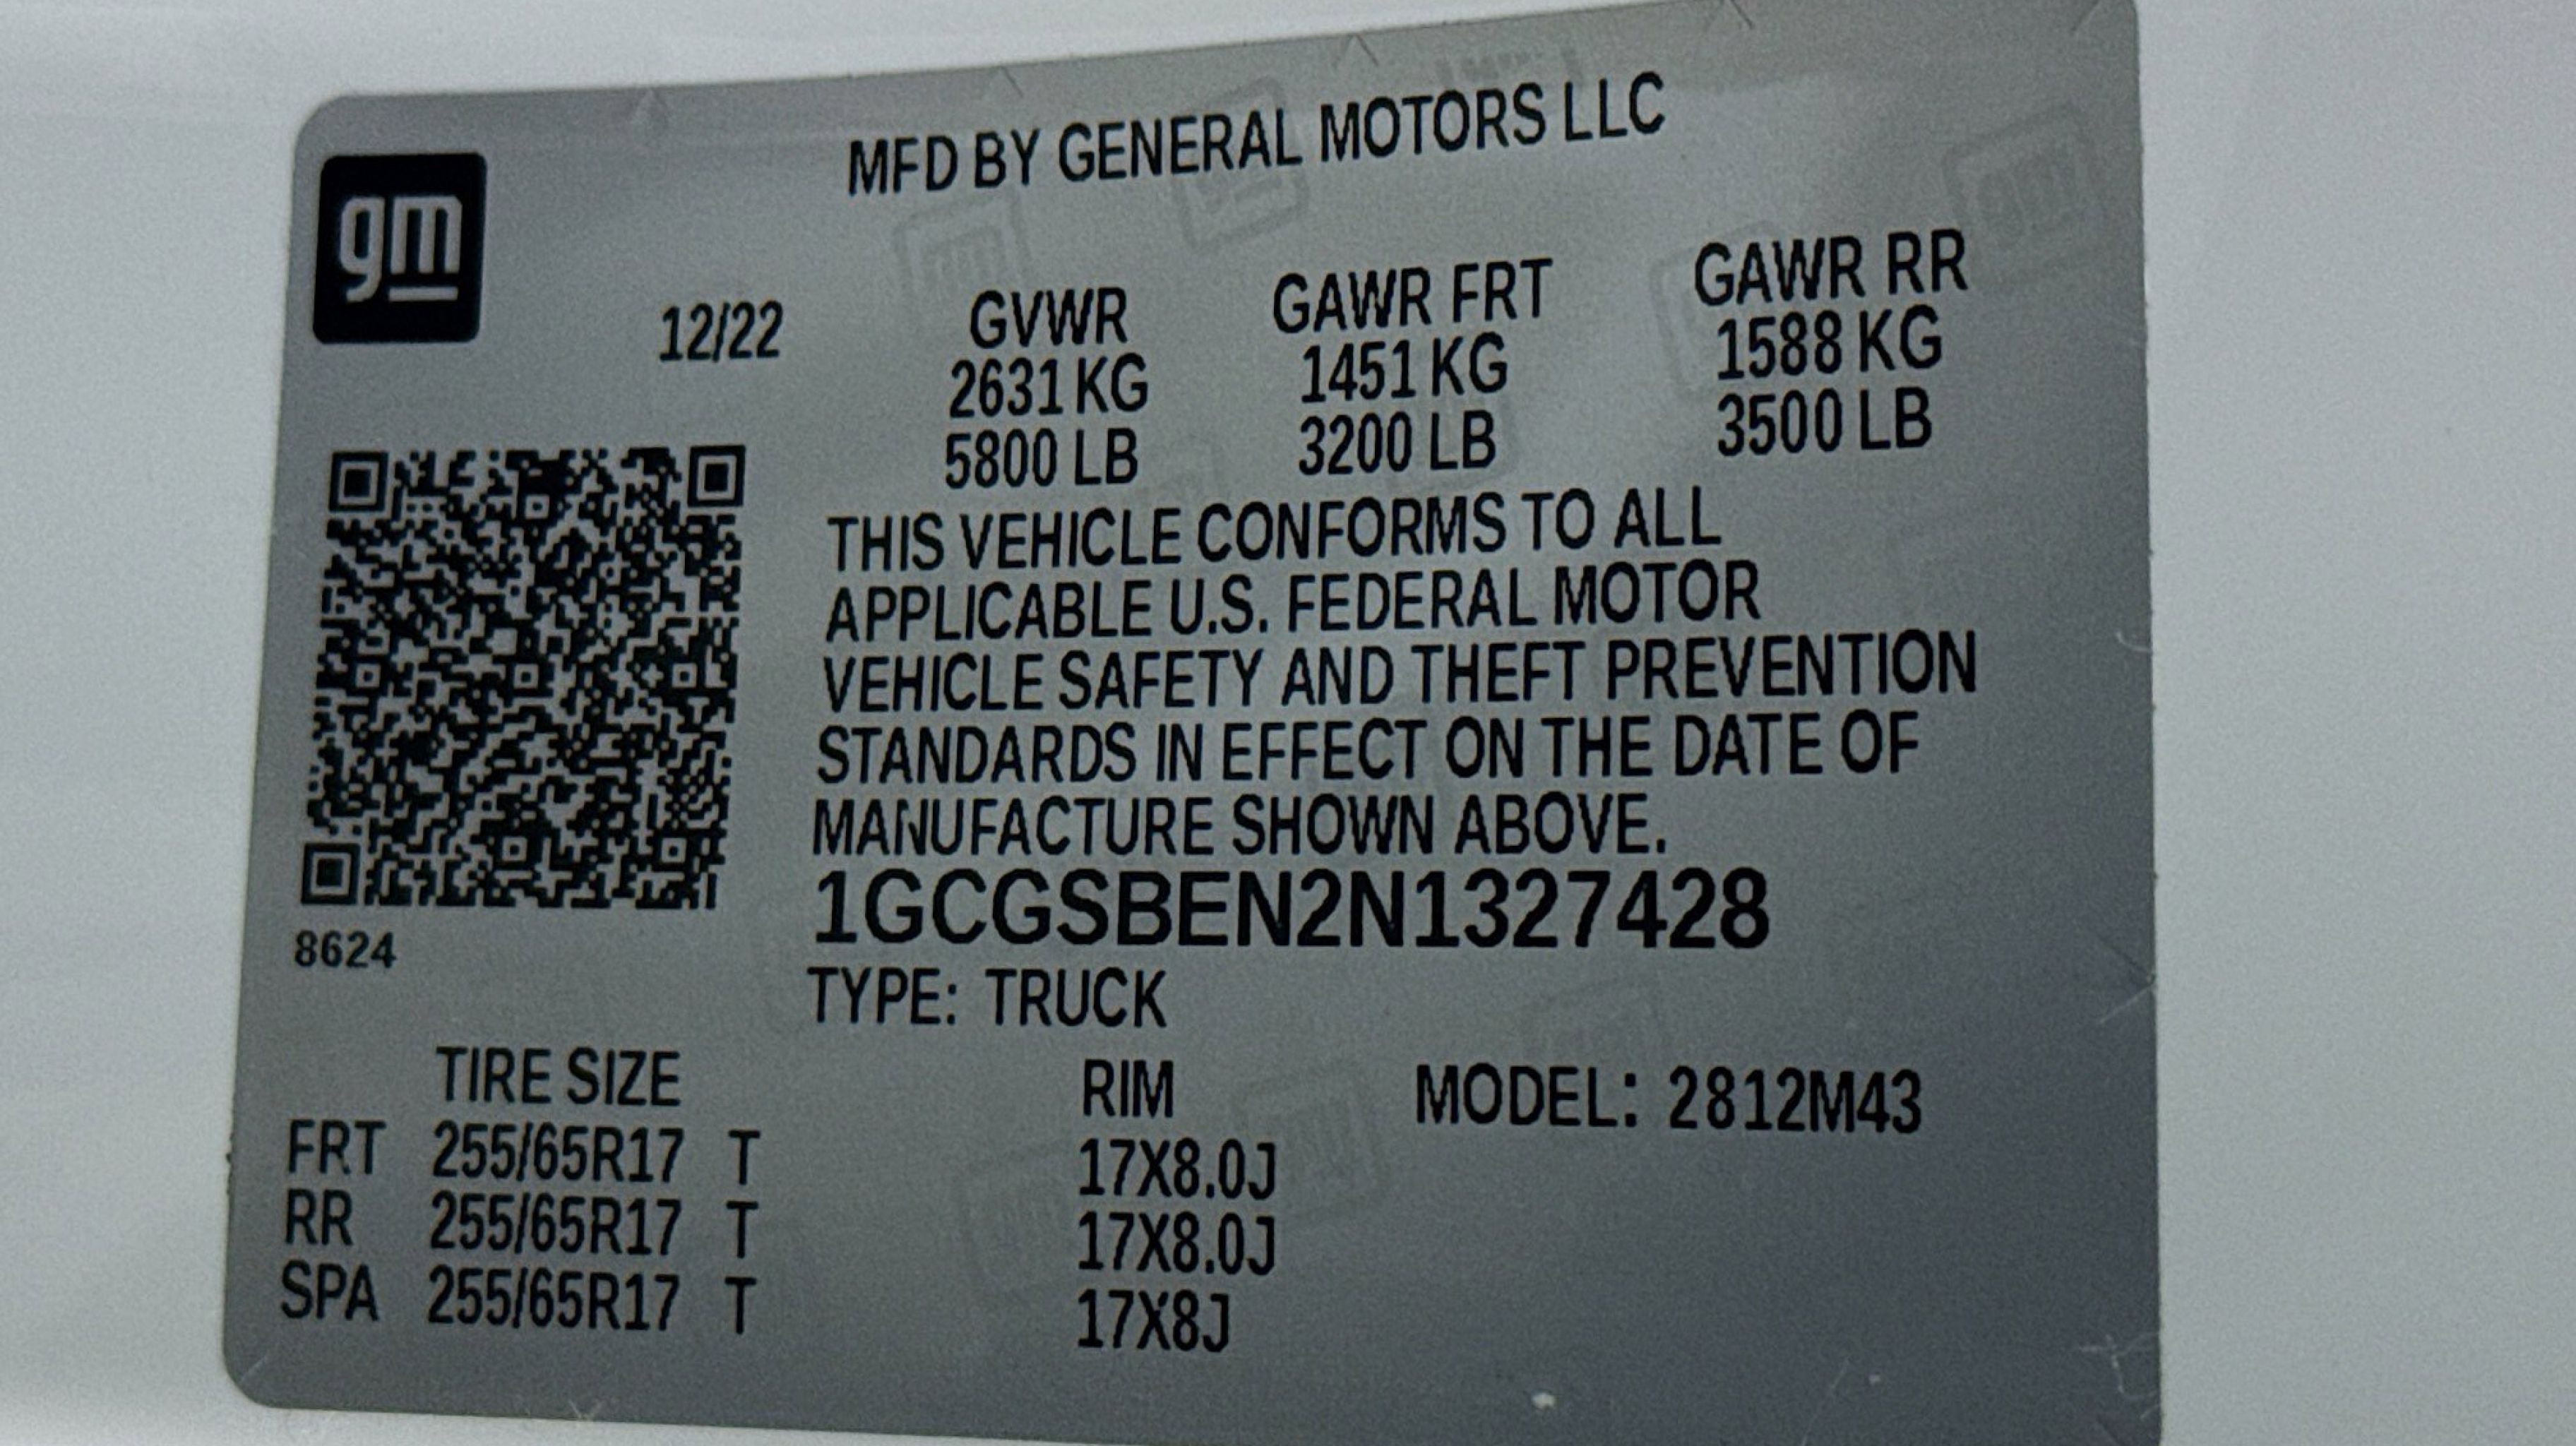 gm
MFD BY GENERAL MOTORS LLC
12/22
GVWR GAWR FRT GAWR RR
2631 KG 1451 KG 1588 KG
5800 LB 3200 LB 3500 LB
THIS VEHICLE CONFORMS TO ALL
APPLICABLE U.S. FEDERAL MOTOR
VEHICLE SAFETY AND THEFT PREVENTION
STANDARDS IN EFFECT ON THE DATE OF
MANUFACTURE SHOWN ABOVE.
1GCGSBEN2N1327428
8624
TYPE: TRUCK
TIRE SIZE RIM MODEL: 2812M43
FRT 255/65R17 T 17X8.0J
RR 255/65R17 T 17X8.0J
SPA 255/65R17 T 17X8J